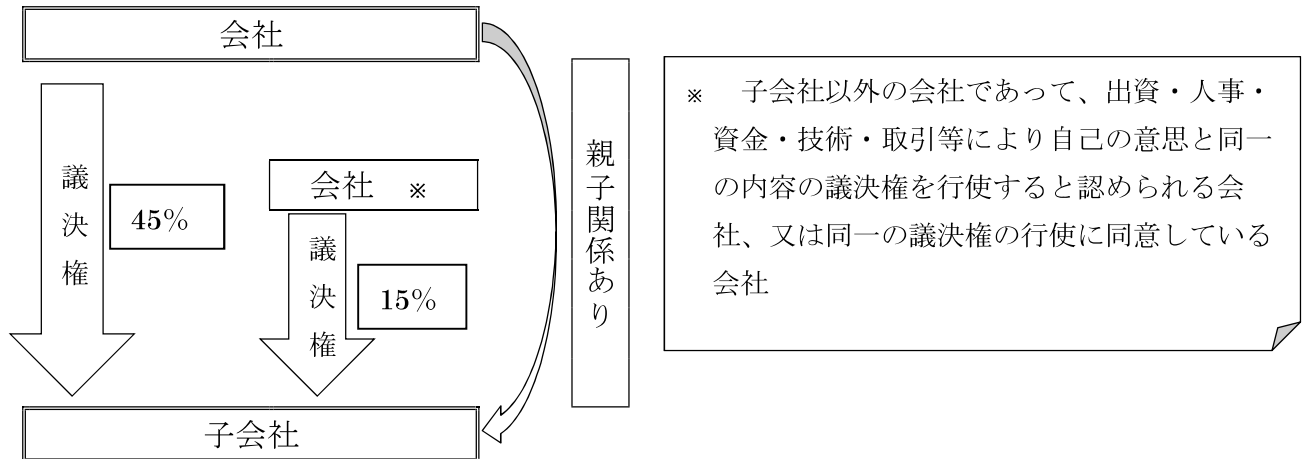 会社
議決権
45%
会社 ※
議決権
15%
親子関係あり
子会社
※ 子会社以外の会社であって、出資・人事・
資金・技術・取引等により自己の意思と同一
の内容の議決権を行使すると認められる会
社、又は同一の議決権の行使に同意している
会社